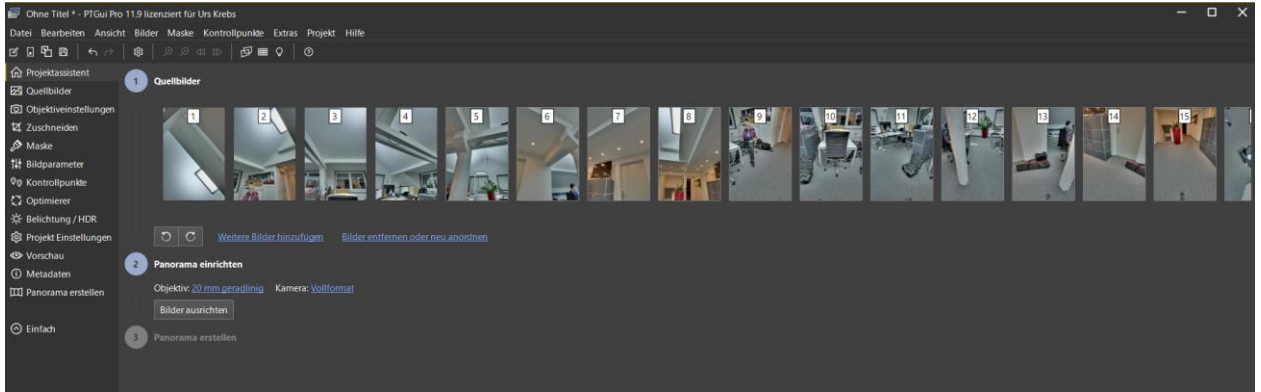 Ohne Titel * - PTGui Pro 11.9 lizenziert für Urs Krebs
Datei Bearbeiten Ansicht Bilder Maske Kontrollpunkte Extras Projekt Hilfe
Projektassistent
Quellbilder
Objektiveinstellungen
Zuschneiden
Maske
Bildparameter
Kontrollpunkte
Optimierer
Belichtung / HDR
Projekt Einstellungen
Vorschau
Metadaten
Panorama erstellen
Einfach
1 Quellbilder
1 2 3 4 5 6 7 8 9 10 11 12 13 14 15
Weitere Bilder hinzufügen Bilder entfernen oder neu anordnen
2 Panorama einrichten
Objektiv: 20 mm geradlinig Kamera: Vollformat
Bilder ausrichten
3 Panorama erstellen